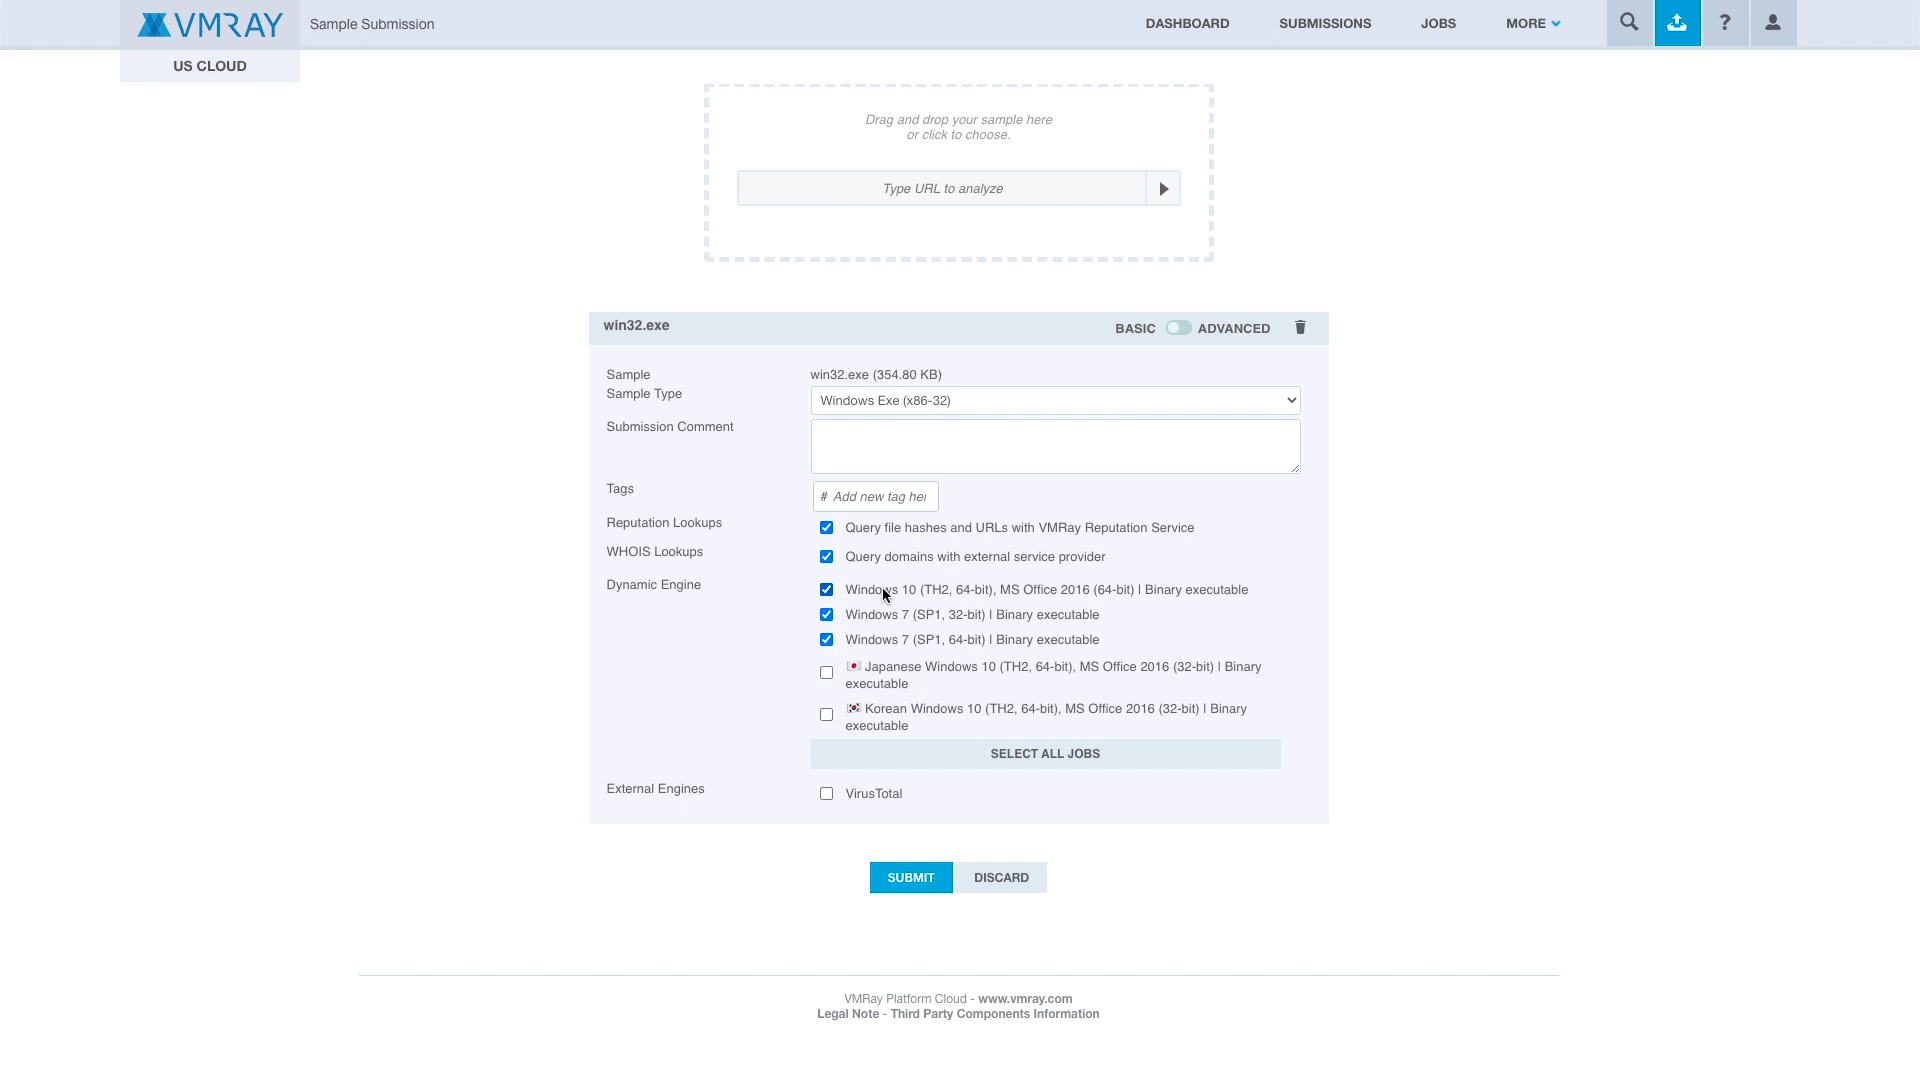 VMRAY
Sample Submission
DASHBOARD
SUBMISSIONS
JOBS
MORE
?
US CLOUD
Drag and drop your sample here
or click to choose.
Type URL to analyze
win32.exe
BASIC
ADVANCED
Sample
win32.exe (354.80 KB)
Sample Type
Windows Exe (x86-32)
Submission Comment
Tags
# Add new tag her
Reputation Lookups
Query file hashes and URLs with VMRay Reputation Service
WHOIS Lookups
Query domains with external service provider
Dynamic Engine
Windows 10 (TH2, 64-bit), MS Office 2016 (64-bit) | Binary executable
Windows 7 (SP1, 32-bit) | Binary executable
Windows 7 (SP1, 64-bit) | Binary executable
Japanese Windows 10 (TH2, 64-bit), MS Office 2016 (32-bit) | Binary
executable
Korean Windows 10 (TH2, 64-bit), MS Office 2016 (32-bit) | Binary
executable
SELECT ALL JOBS
External Engines
VirusTotal
SUBMIT
DISCARD
VMRay Platform Cloud - www.vmray.com
Legal Note - Third Party Components Information